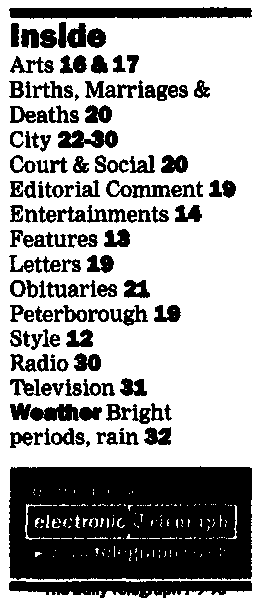 Inside
Arts 16 & 17
Births, Marriages &
Deaths 20
City 22-30
Court & Social 20
Editorial Comment 19
Entertainments 14
Features 13
Letters 19
Obituaries 21
Peterborough 19
Style 12
Radio 30
Television 31
Weather Bright
periods, rain 32
electronic Telegraph